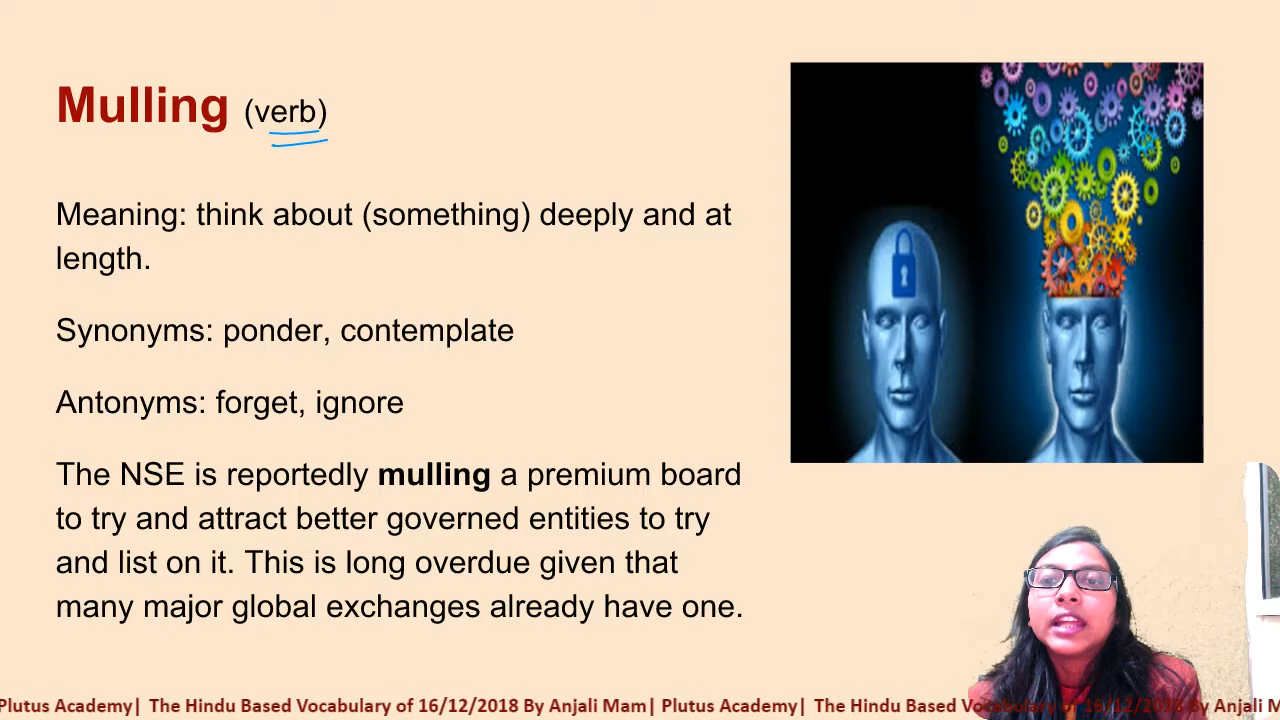 Mulling (verb)
Meaning: think about (something) deeply and at
length.
Synonyms: ponder, contemplate
Antonyms: forget, ignore
The NSE is reportedly mulling a premium board
to try and attract better governed entities to try
and list on it. This is long overdue given that
many major global exchanges already have one.
Plutus Academy| The Hindu Based Vocabulary of 16/12/2018 By Anjali Mam| Plutus Academy| The Hindu Based Vocabulary of 16/12/2018 By Anjali M